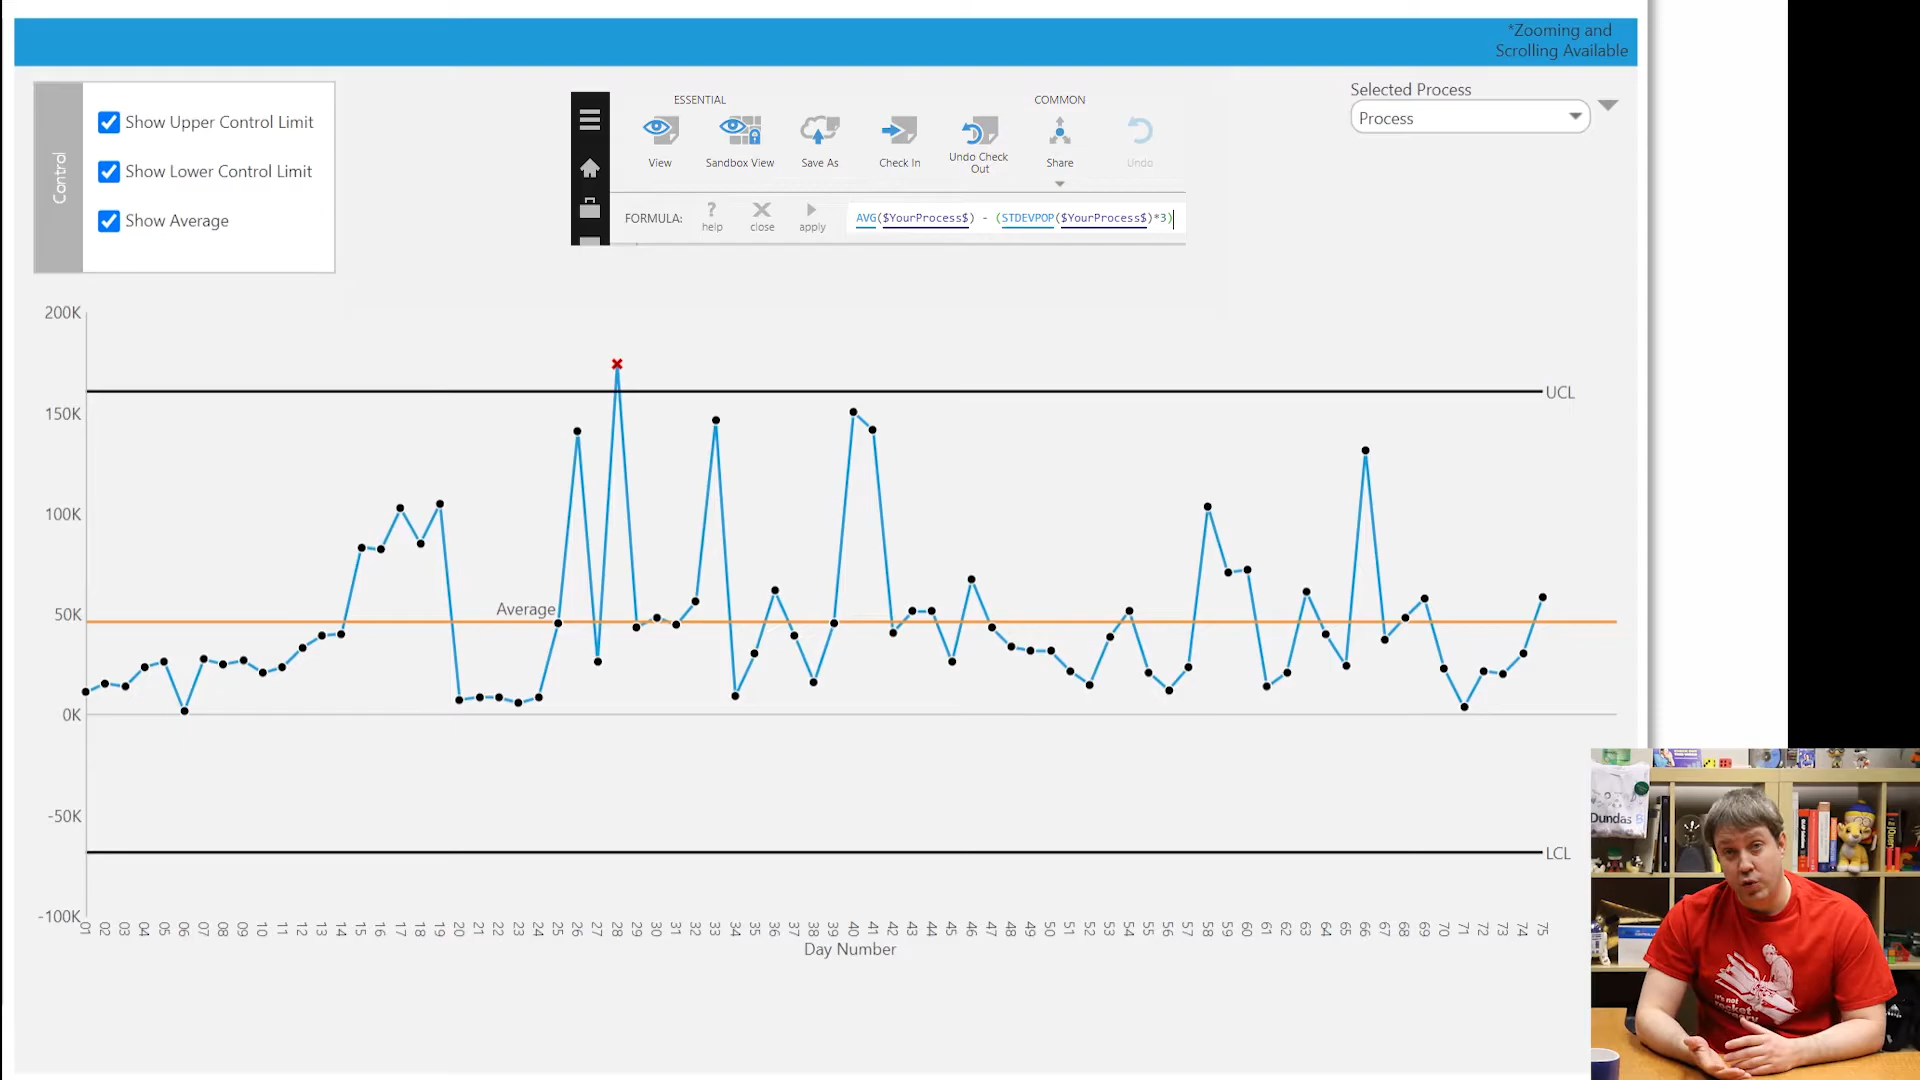 *Zooming and
Scrolling Available
Control
Show Upper Control Limit
Show Lower Control Limit
Show Average
ESSENTIAL
COMMON
View
Sandbox View
Save As
Check In
Undo Check
Out
Share
Undo
FORMULA:
help
close
apply
AVG($YourProcess$) - (STDEVPOP($YourProcess$)*3)
Selected Process
Process
200K
150K
100K
50K
0K
-50K
-100K
UCL
Average
LCL
01 02 03 04 05 06 07 08 09 10 11 12 13 14 15 16 17 18 19 20 21 22 23 24 25 26 27 28 29 30 31 32 33 34 35 36 37 38 39 40 41 42 43 44 45 46 47 48 49 50 51 52 53 54 55 56 57 58 59 60 61 62 63 64 65 66 67 68 69 70 71 72 73 74 75
Day Number
Dundas
it's not
rocket